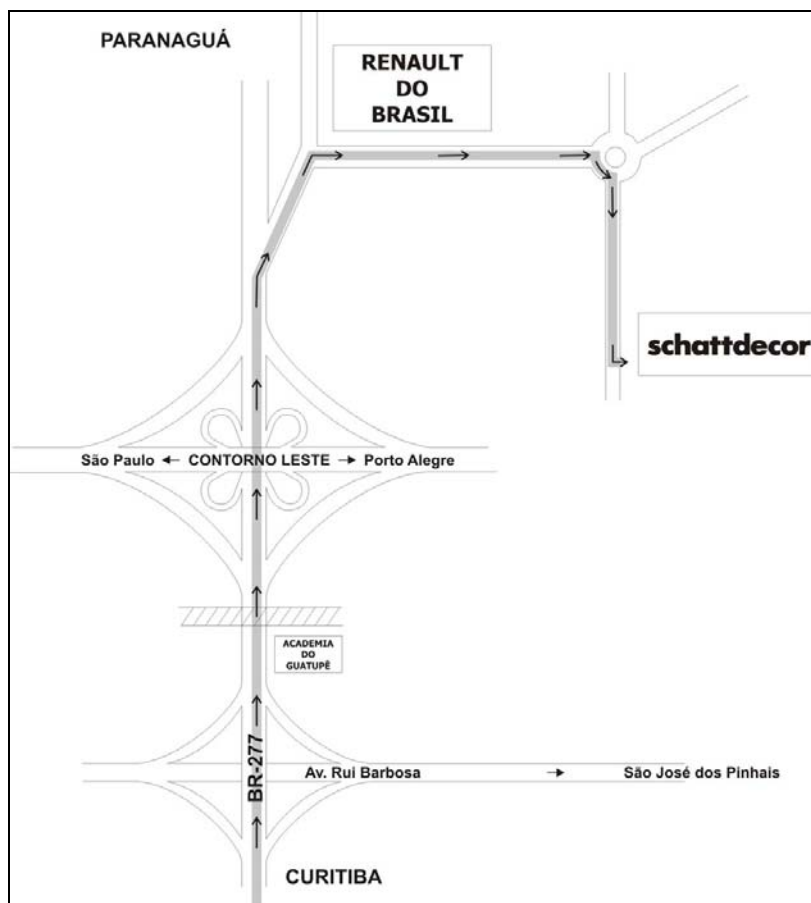 PARANAGUÁ
RENAULT
DO
BRASIL
schattdecor
São Paulo ← CONTORNO LESTE → Porto Alegre
ACADEMIA
DO
GUATUPÊ
BR-277
Av. Rui Barbosa → São José dos Pinhais
CURITIBA